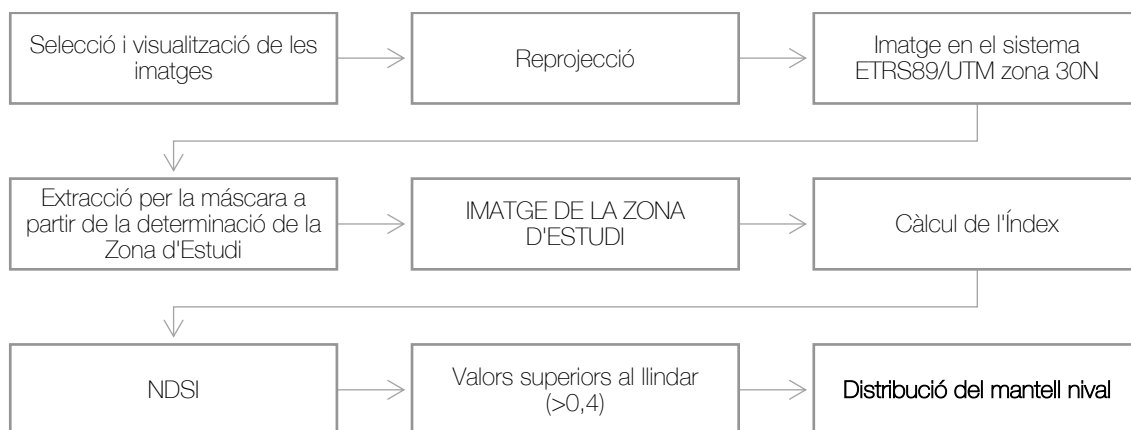 Selecció i visualització de les
imatges
Reprojecció
Imatge en el sistema
ETRS89/UTM zona 30N
Extracció per la máscara a
partir de la determinació de la
Zona d'Estudi
IMATGE DE LA ZONA
D'ESTUDI
Càlcul de l'Índex
NDSI
Valors superiors al llindar
(>0,4)
Distribució del mantell nival